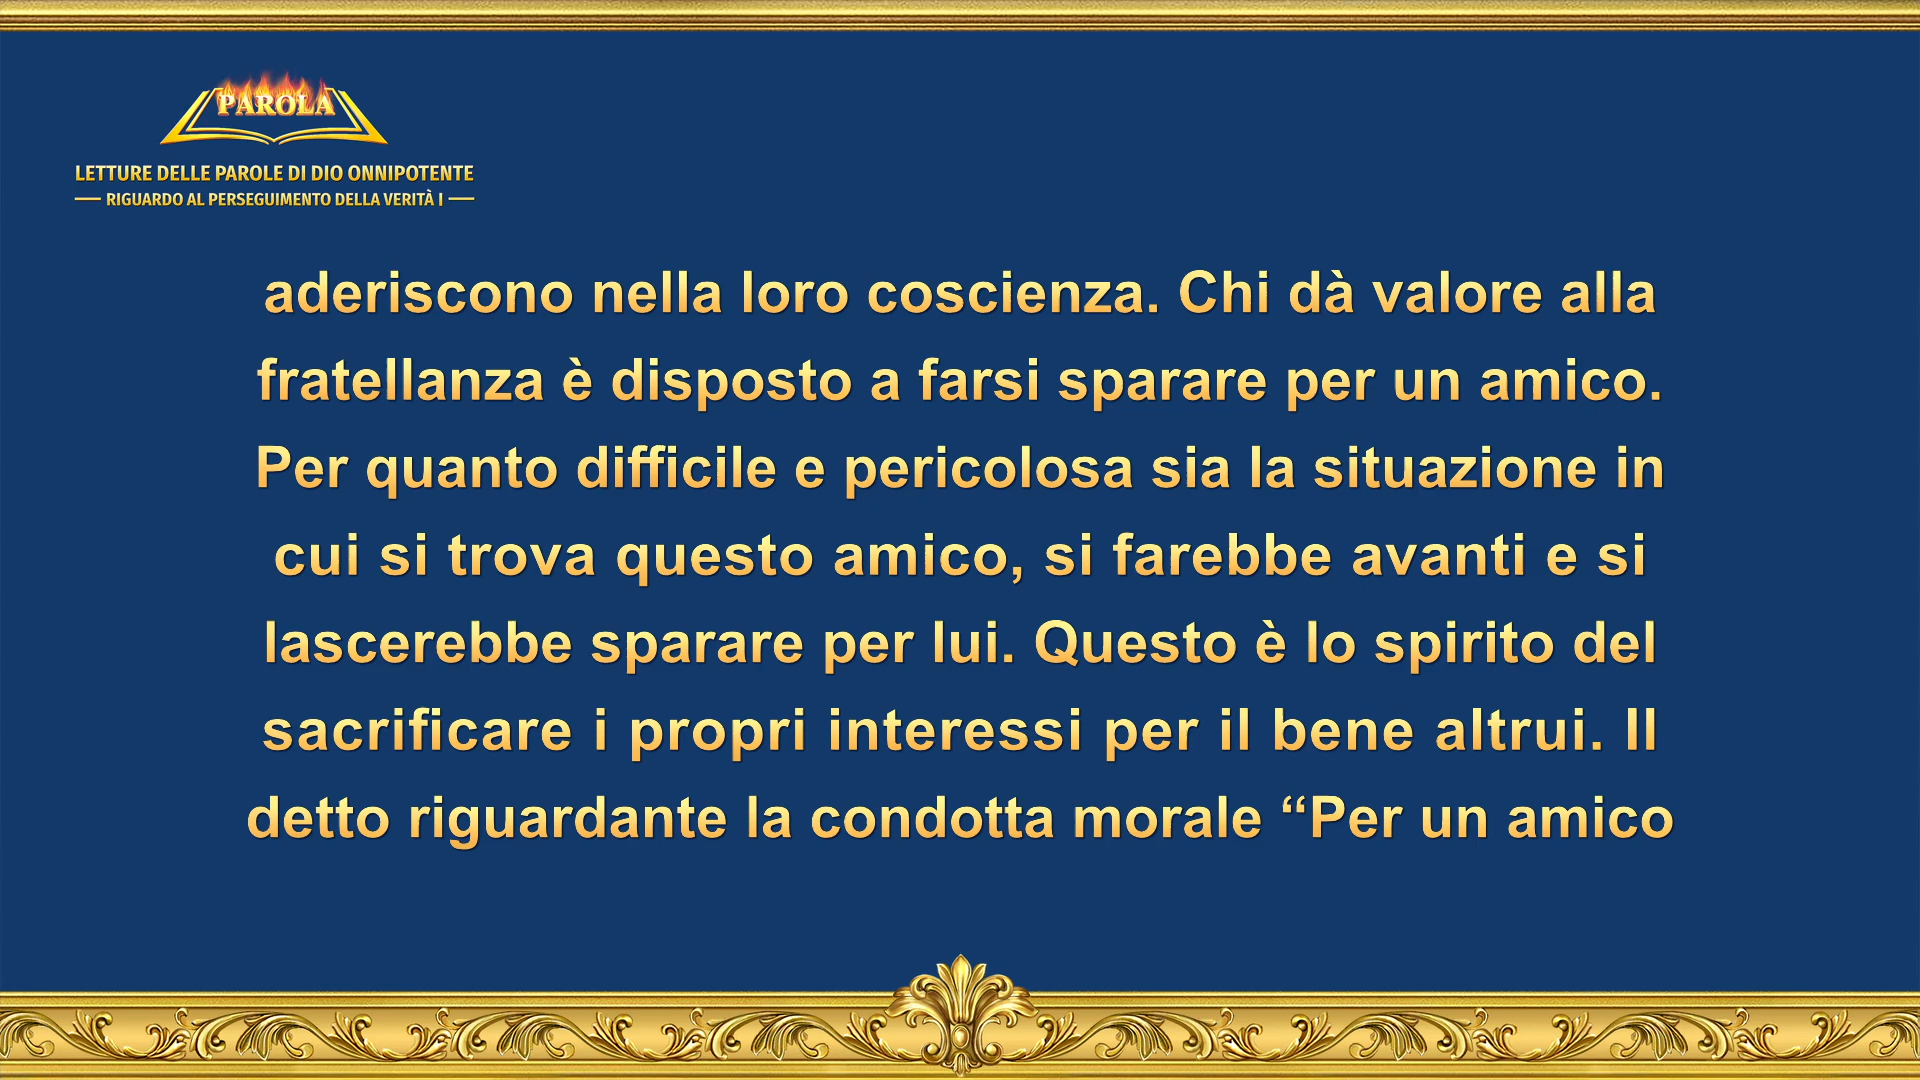 PAROLA
LETTURE DELLE PAROLE DI DIO ONNIPOTENTE
RIGUARDO AL PERSEGUIMENTO DELLA VERITÀ I
aderiscono nella loro coscienza. Chi dà valore alla
fratellanza è disposto a farsi sparare per un amico.
Per quanto difficile e pericolosa sia la situazione in
cui si trova questo amico, si farebbe avanti e si
lascerebbe sparare per lui. Questo è lo spirito del
sacrificare i propri interessi per il bene altrui. Il
detto riguardante la condotta morale “Per un amico